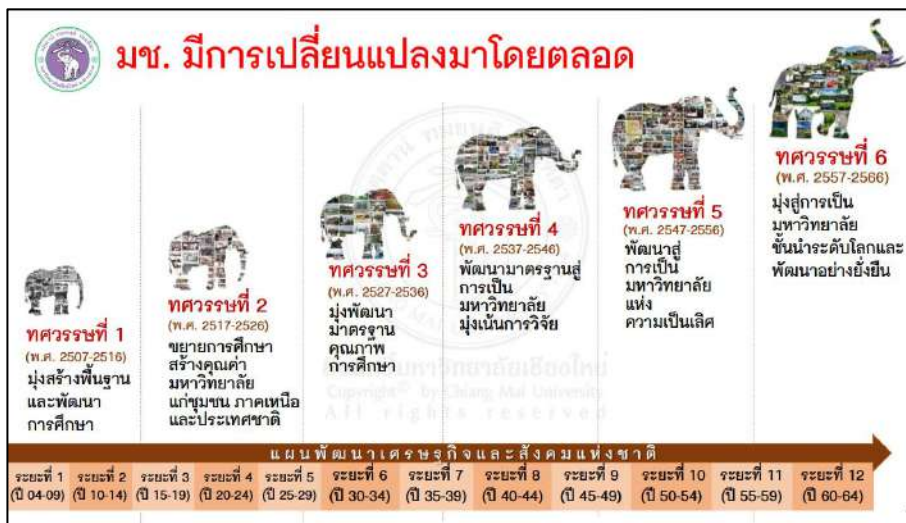 มช. มีการเปลี่ยนแปลงมาโดยตลอด
ทศวรรษที่ 1
(พ.ศ. 2507-2516)
มุ่งสร้างพื้นฐาน
และพัฒนา
การศึกษา
ทศวรรษที่ 2
(พ.ศ. 2517-2526)
ขยายการศึกษา
สร้างคุณค่า
มหาวิทยาลัย
แก่ชุมชน ภาคเหนือ
และประเทศชาติ
ทศวรรษที่ 3
(พ.ศ. 2527-2536)
มุ่งพัฒนา
มาตรฐาน
คุณภาพ
การศึกษา
ทศวรรษที่ 4
(พ.ศ. 2537-2546)
พัฒนามาตรฐานสู่
การเป็น
มหาวิทยาลัย
มุ่งเน้นการวิจัย
ทศวรรษที่ 5
(พ.ศ. 2547-2556)
พัฒนาสู่
การเป็น
มหาวิทยาลัย
แห่ง
ความเป็นเลิศ
ทศวรรษที่ 6
(พ.ศ. 2557-2566)
มุ่งสู่การเป็น
มหาวิทยาลัย
ชั้นนำระดับโลกและ
พัฒนาอย่างยั่งยืน
มหาวิทยาลัยเชียงใหม่
Copyright© by Chiang Mai University
All rights reserved
แผนพัฒนาเศรษฐกิจและสังคมแห่งชาติ
ระยะที่ 1 ระยะที่ 2 ระยะที่ 3 ระยะที่ 4 ระยะที่ 5 ระยะที่ 6 ระยะที่ 7 ระยะที่ 8 ระยะที่ 9 ระยะที่ 10 ระยะที่ 11 ระยะที่ 12
(ปี 04-09) (ปี 10-14) (ปี 15-19) (ปี 20-24) (ปี 25-29) (ปี 30-34) (ปี 35-39) (ปี 40-44) (ปี 45-49) (ปี 50-54) (ปี 55-59) (ปี 60-64)